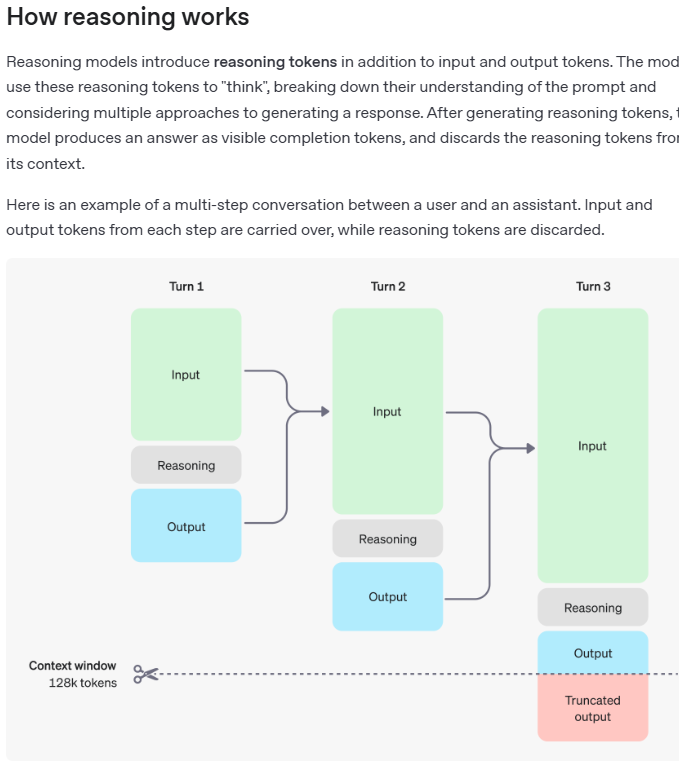 How reasoning works
Reasoning models introduce reasoning tokens in addition to input and output tokens. The mod
use these reasoning tokens to "think", breaking down their understanding of the prompt and
considering multiple approaches to generating a response. After generating reasoning tokens, t
model produces an answer as visible completion tokens, and discards the reasoning tokens fro
its context.
Here is an example of a multi-step conversation between a user and an assistant. Input and
output tokens from each step are carried over, while reasoning tokens are discarded.
Turn 1
Turn 2
Turn 3
Input
Reasoning
Output
Input
Reasoning
Output
Input
Reasoning
Output
Truncated
output
Context window
128k tokens